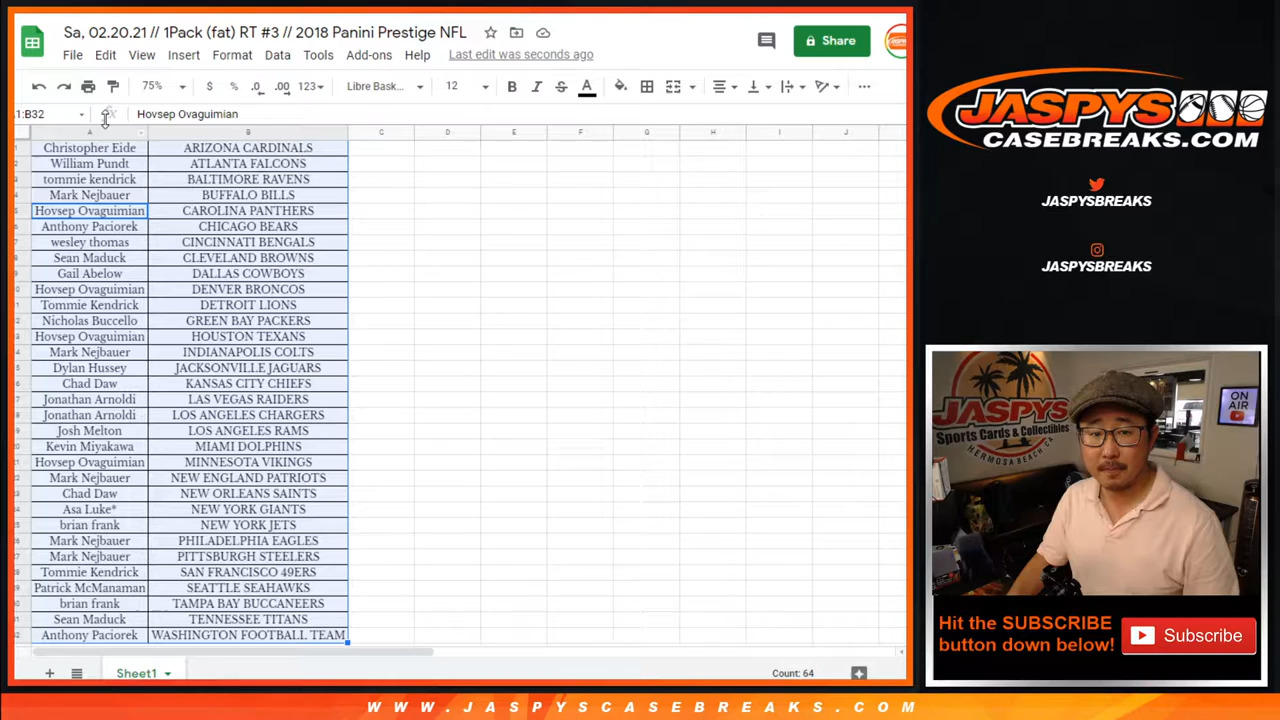 Sa, 02.20.21 // 1Pack (fat) RT #3 // 2018 Panini Prestige NFL
File Edit View Insert Format Data Tools Add-ons Help Last edit was seconds ago
Share
75% $ % .0 .00 123 Libre Bask... 12 B I S A
1:B32 fx Hovsep Ovaguimian
A B C D E F G H I J
Christopher Eide ARIZONA CARDINALS
William Pundt ATLANTA FALCONS
tommie kendrick BALTIMORE RAVENS
Mark Nejbauer BUFFALO BILLS
Hovsep Ovaguimian CAROLINA PANTHERS
Anthony Paciorek CHICAGO BEARS
wesley thomas CINCINNATI BENGALS
Sean Maduck CLEVELAND BROWNS
Gail Abelow DALLAS COWBOYS
Hovsep Ovaguimian DENVER BRONCOS
Tommie Kendrick DETROIT LIONS
Nicholas Buccello GREEN BAY PACKERS
Hovsep Ovaguimian HOUSTON TEXANS
Mark Nejbauer INDIANAPOLIS COLTS
Dylan Hussey JACKSONVILLE JAGUARS
Chad Daw KANSAS CITY CHIEFS
Jonathan Arnoldi LAS VEGAS RAIDERS
Jonathan Arnoldi LOS ANGELES CHARGERS
Josh Melton LOS ANGELES RAMS
Kevin Miyakawa MIAMI DOLPHINS
Hovsep Ovaguimian MINNESOTA VIKINGS
Mark Nejbauer NEW ENGLAND PATRIOTS
Chad Daw NEW ORLEANS SAINTS
Asa Luke* NEW YORK GIANTS
brian frank NEW YORK JETS
Mark Nejbauer PHILADELPHIA EAGLES
Mark Nejbauer PITTSBURGH STEELERS
Tommie Kendrick SAN FRANCISCO 49ERS
Patrick McManaman SEATTLE SEAHAWKS
brian frank TAMPA BAY BUCCANEERS
Sean Maduck TENNESSEE TITANS
Anthony Paciorek WASHINGTON FOOTBALL TEAM
Sheet1 Count: 64
JASPYS
CASEBREAKS.COM
JASPYSBREAKS
JASPYSBREAKS
JASPYS
Sports Cards & Collectibles
HERMOSA BEACH CA
ON
AIR
Hit the SUBSCRIBE
button down below!
Subscribe
WWW.JASPYSCASEBREAKS.COM